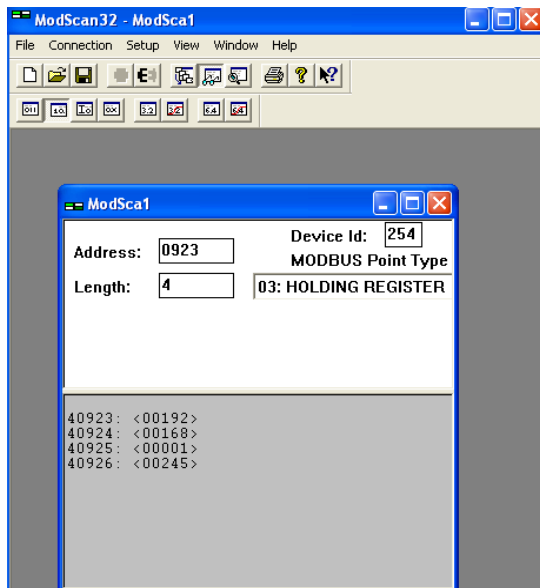 ModScan32 - ModSca1
File Connection Setup View Window Help
ModSca1
Address: 0923
Device Id: 254
MODBUS Point Type
Length: 4
03: HOLDING REGISTER
40923: <00192>
40924: <00168>
40925: <00001>
40926: <00245>